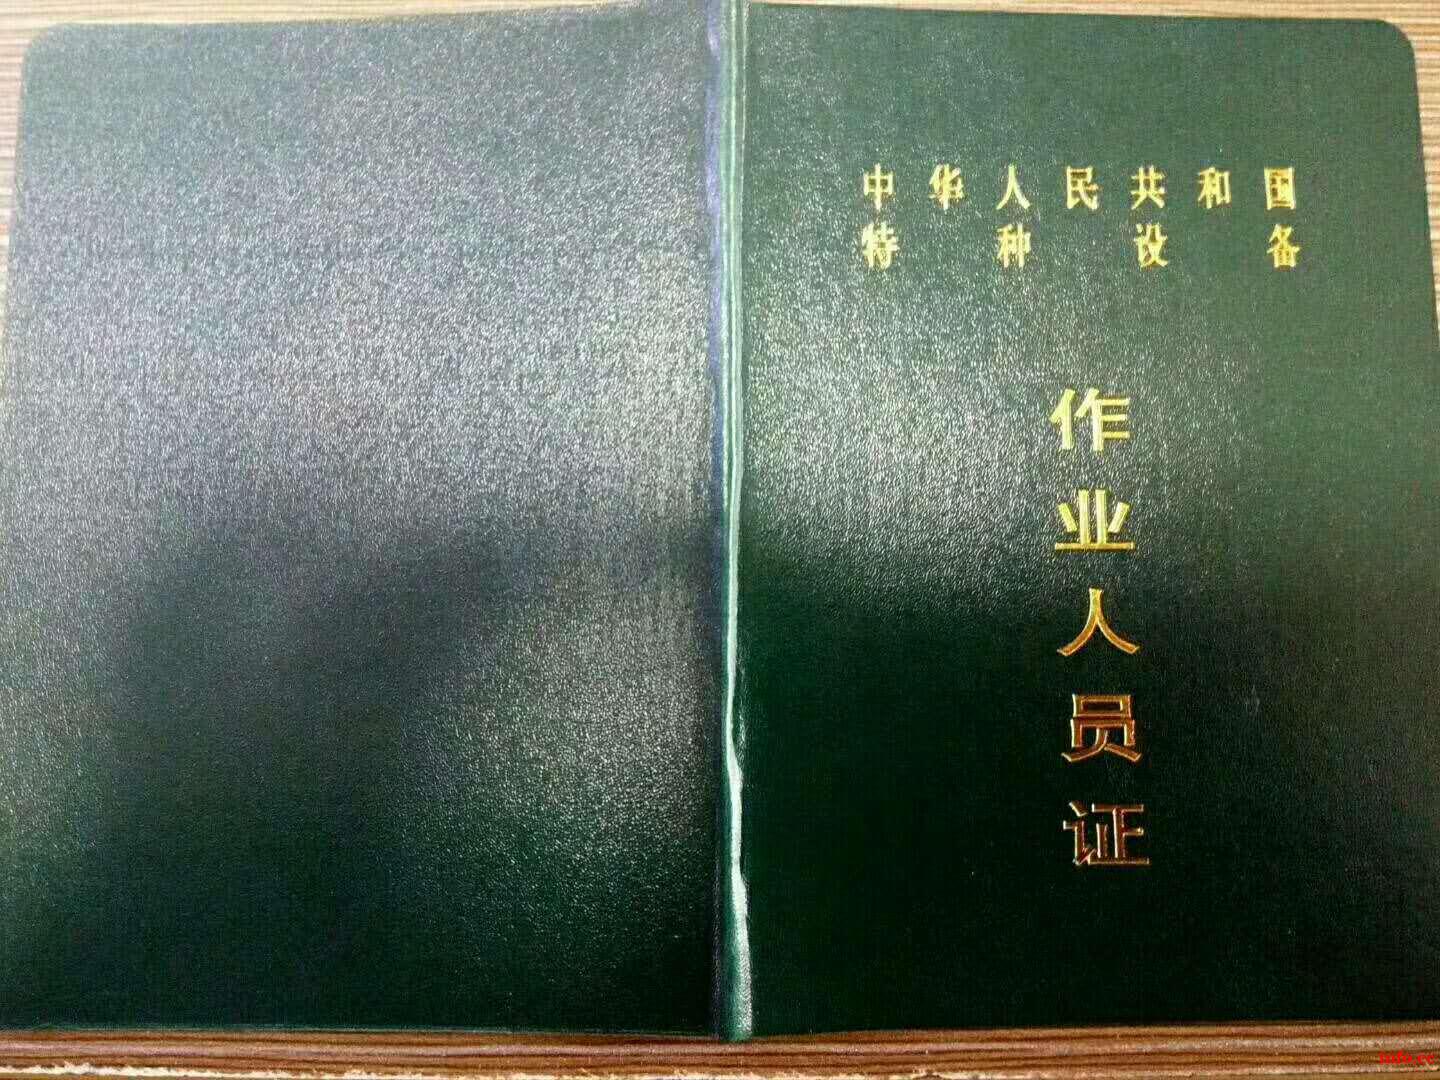 中华人民共和国
特种设备
作业人员证